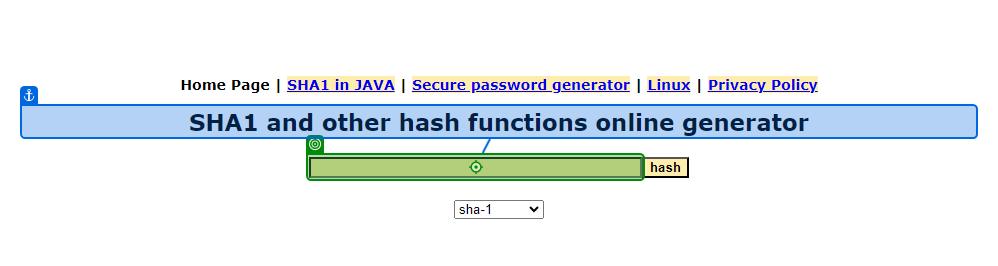 Home Page | SHA1 in JAVA | Secure password generator | Linux | Privacy Policy
SHA1 and other hash functions online generator
hash
sha-1